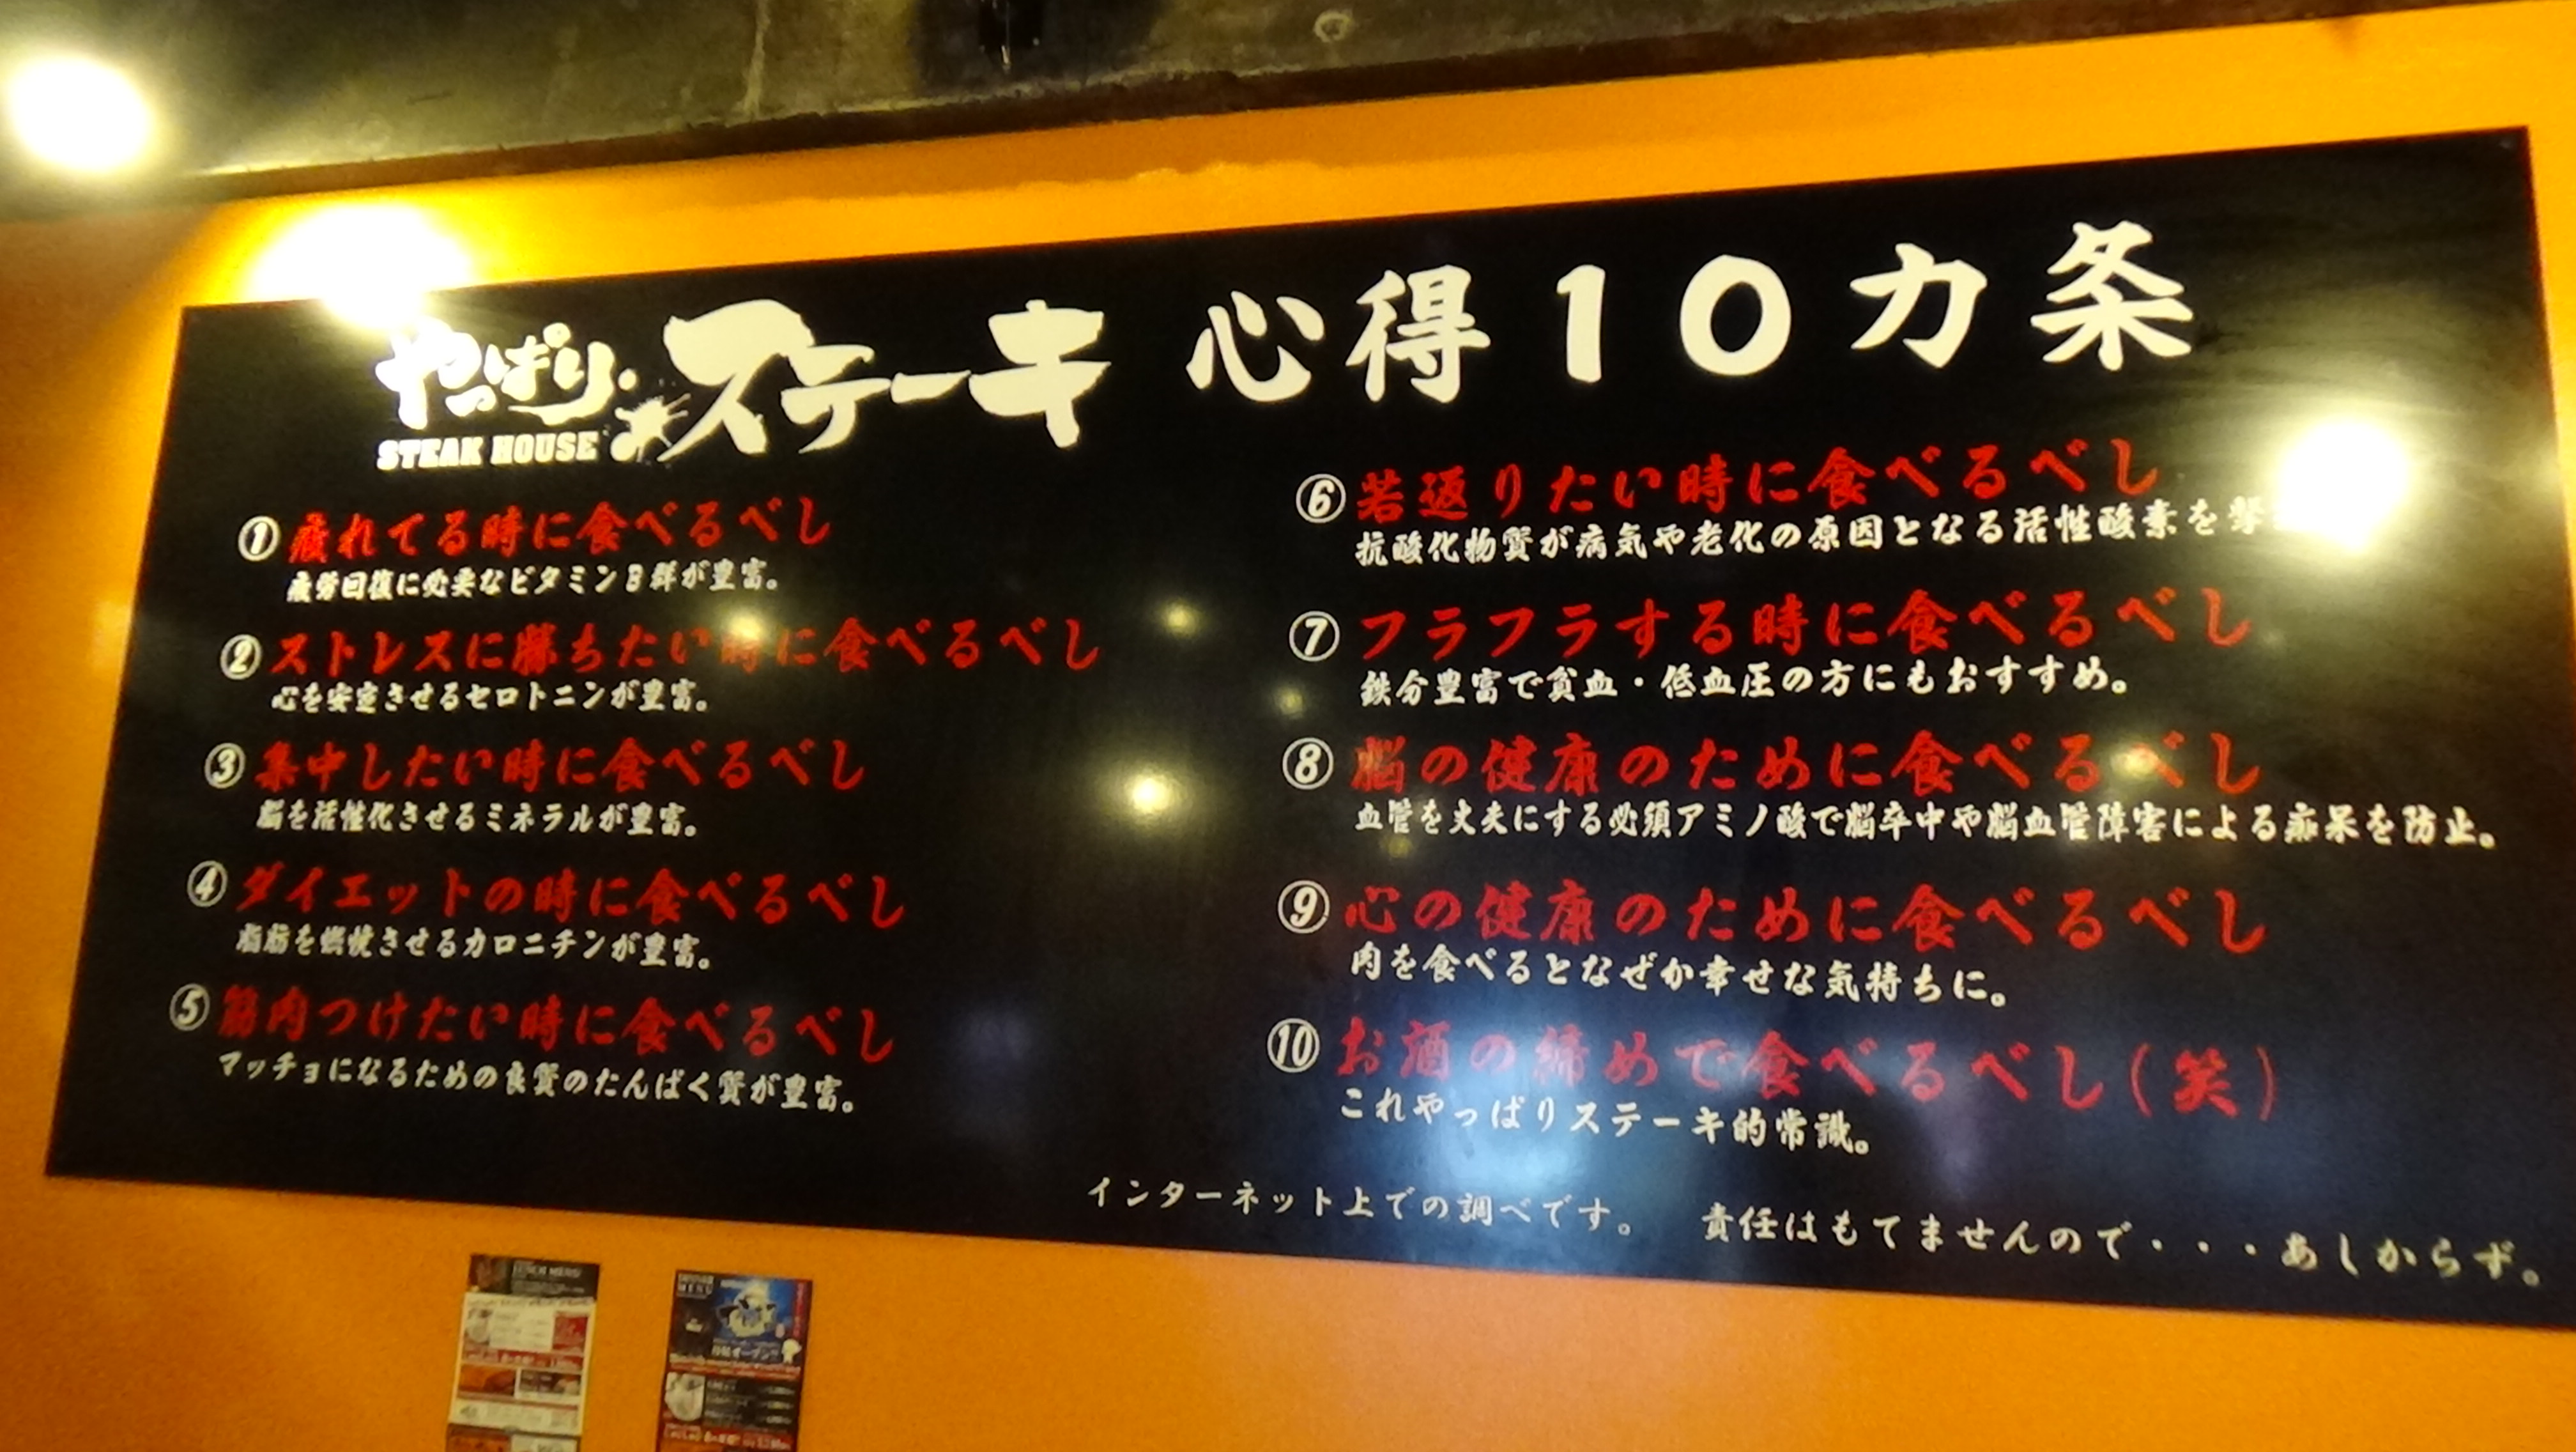 やっぱりステーキ 心得10カ条
STEAK HOUSE
①疲れてる時に食べるべし
疲労回復に必要なビタミンB群が豊富。
②ストレスに勝ちたい時に食べるべし
心を安定させるセロトニンが豊富。
③集中したい時に食べるべし
脳を活性化させるミネラルが豊富。
④ダイエットの時に食べるべし
脂肪を燃焼させるカロニチンが豊富。
⑤筋肉つけたい時に食べるべし
マッチョになるための良質のたんぱく質が豊富。
⑥若返りたい時に食べるべし
抗酸化物質が病気や老化の原因となる活性酸素を撃
⑦フラフラする時に食べるべし
鉄分豊富で貧血・低血圧の方にもおすすめ。
⑧脳の健康のために食べるべし
血管を丈夫にする必須アミノ酸で脳卒中や脳血管障害による痴呆を防止。
⑨心の健康のために食べるべし
肉を食べるとなぜか幸せな気持ちに。
⑩お酒の締めで食べるべし(笑)
これやっぱりステーキ的常識。
インターネット上での調べです。 責任はもてませんので・・・あしからず。
LUNCH MENU